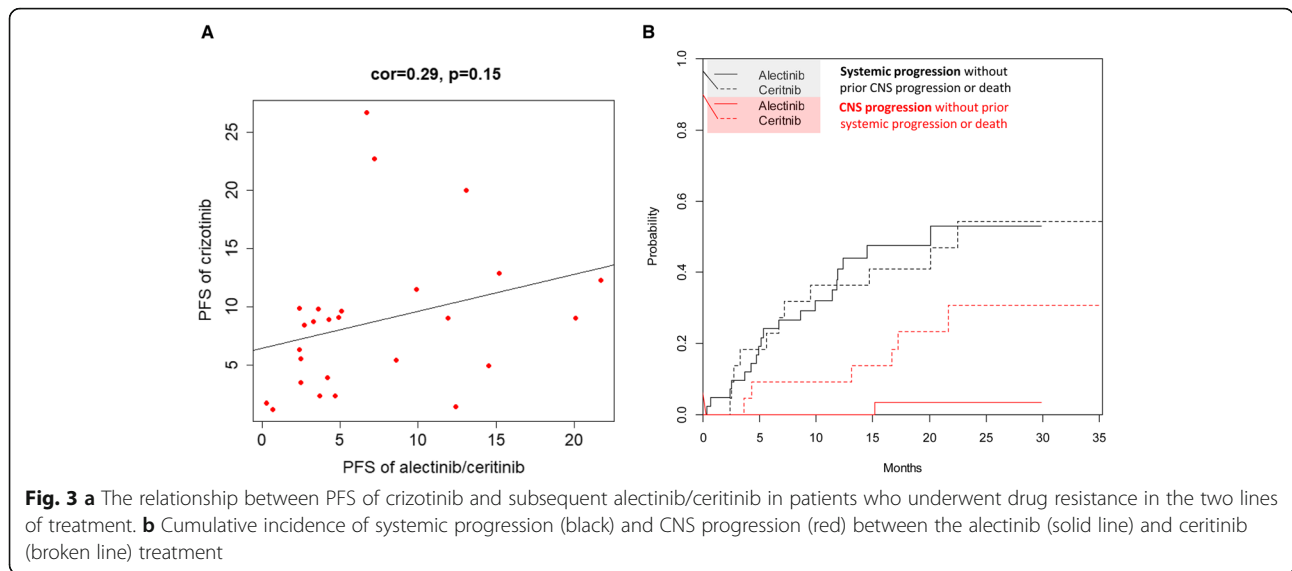 A
cor=0.29, p=0.15
PFS of crizotinib
25
20
15
10
5
0 5 10 15 20
PFS of alectinib/ceritinib
B
Probability
1.0
0.8
0.6
0.4
0.2
0.0
Alectinib
Ceritnib
Alectinib
Ceritnib
Systemic progression without
prior CNS progression or death
CNS progression without prior
systemic progression or death
0 5 10 15 20 25 30 35
Months
Fig. 3 a The relationship between PFS of crizotinib and subsequent alectinib/ceritinib in patients who underwent drug resistance in the two lines
of treatment. b Cumulative incidence of systemic progression (black) and CNS progression (red) between the alectinib (solid line) and ceritinib
(broken line) treatment